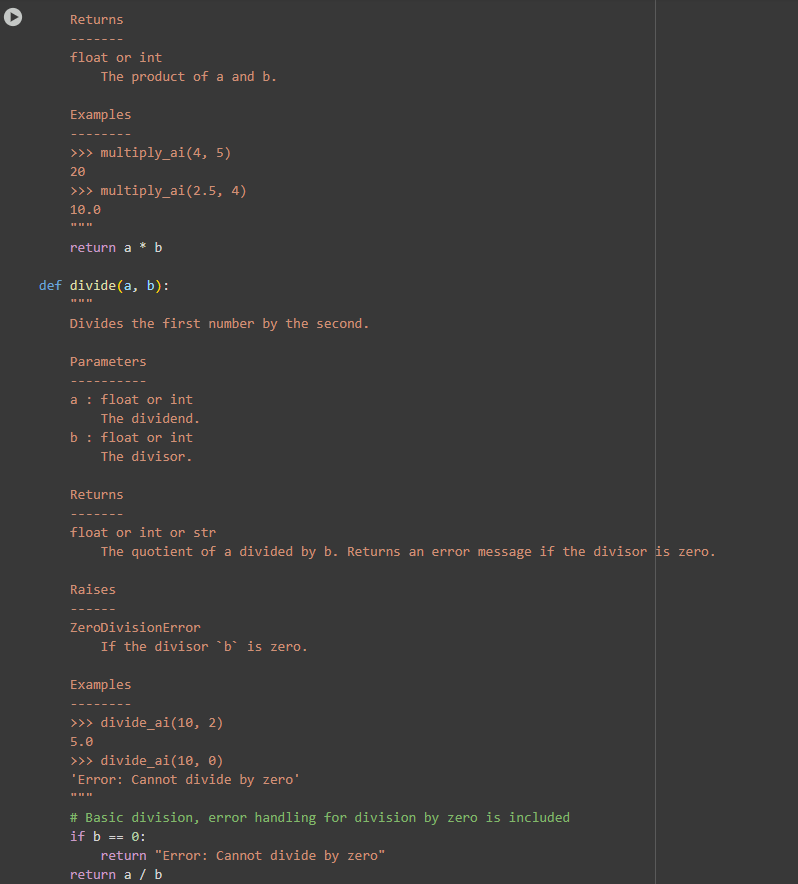 Returns
-------
float or int
    The product of a and b.

Examples
--------
>>> multiply_ai(4, 5)
20
>>> multiply_ai(2.5, 4)
10.0
"""
return a * b

def divide(a, b):
    """
    Divides the first number by the second.

    Parameters
    ----------
    a : float or int
        The dividend.
    b : float or int
        The divisor.

    Returns
    -------
    float or int or str
        The quotient of a divided by b. Returns an error message if the divisor is zero.

    Raises
    ------
    ZeroDivisionError
        If the divisor `b` is zero.

    Examples
    --------
    >>> divide_ai(10, 2)
    5.0
    >>> divide_ai(10, 0)
    'Error: Cannot divide by zero'
    """
    # Basic division, error handling for division by zero is included
    if b == 0:
        return "Error: Cannot divide by zero"
    return a / b